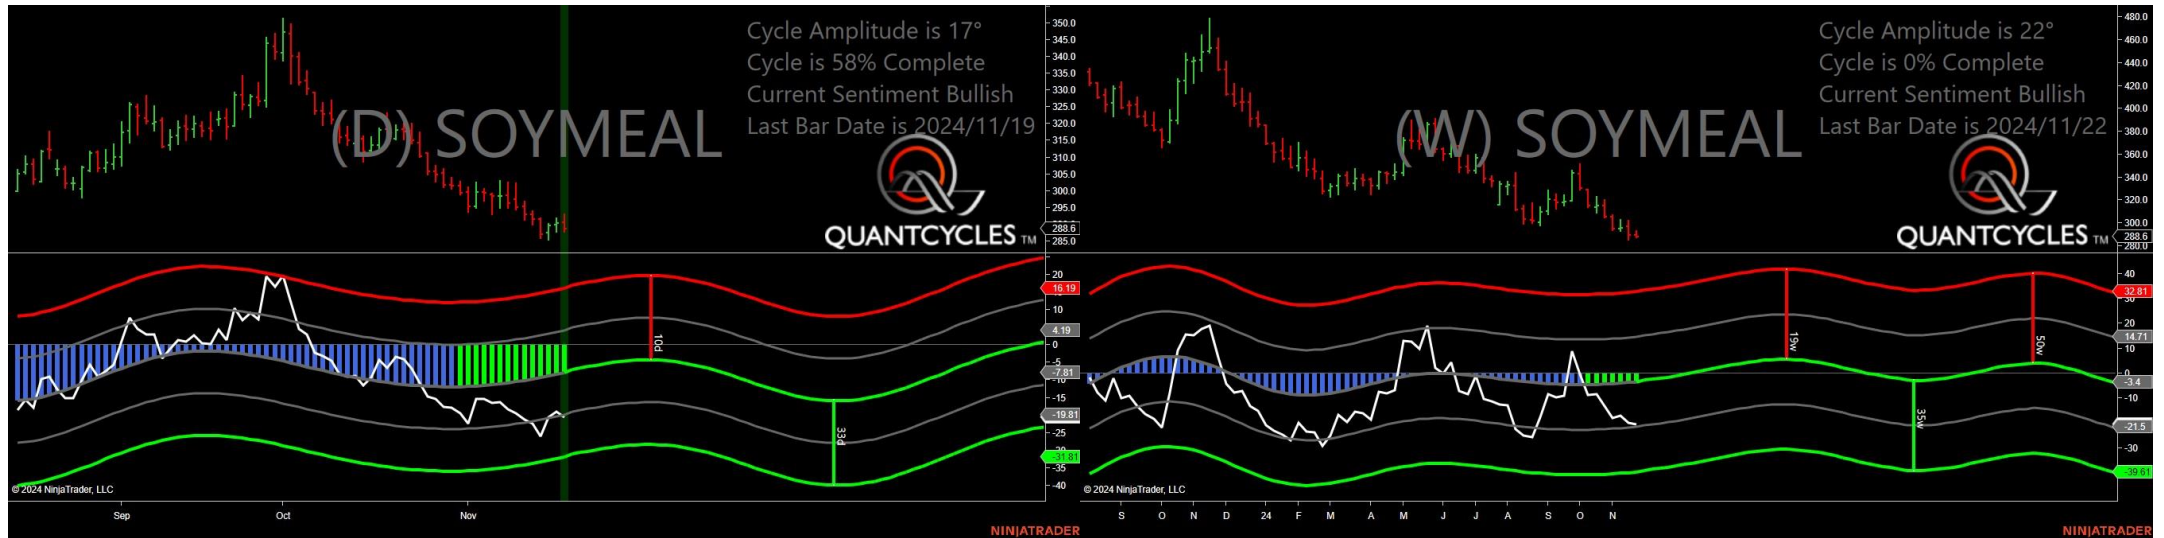 Cycle Amplitude is 17°
Cycle is 58% Complete
Current Sentiment Bullish
Last Bar Date is 2024/11/19
(D) SOYMEAL
QUANTCYCLES TM
350.0
345.0
340.0
335.0
330.0
325.0
320.0
315.0
310.0
305.0
300.0
295.0
288.6
285.0
20
16.19
10
4.19
0
-5
-7.81
-10
-15
-19.81
-25
-31.81
-35
-40
10d
33d
© 2024 NinjaTrader, LLC
Sep Oct Nov
NINJATRADER
Cycle Amplitude is 22°
Cycle is 0% Complete
Current Sentiment Bullish
Last Bar Date is 2024/11/22
(W) SOYMEAL
QUANTCYCLES TM
480.0
460.0
440.0
420.0
400.0
380.0
360.0
340.0
320.0
300.0
288.6
280.0
40
32.81
30
20
14.71
10
0
-3.4
-10
-21.5
-30
-39.61
19w
35w
50w
© 2024 NinjaTrader, LLC
S O N D 24 F M A M J J A S O N
NINJATRADER